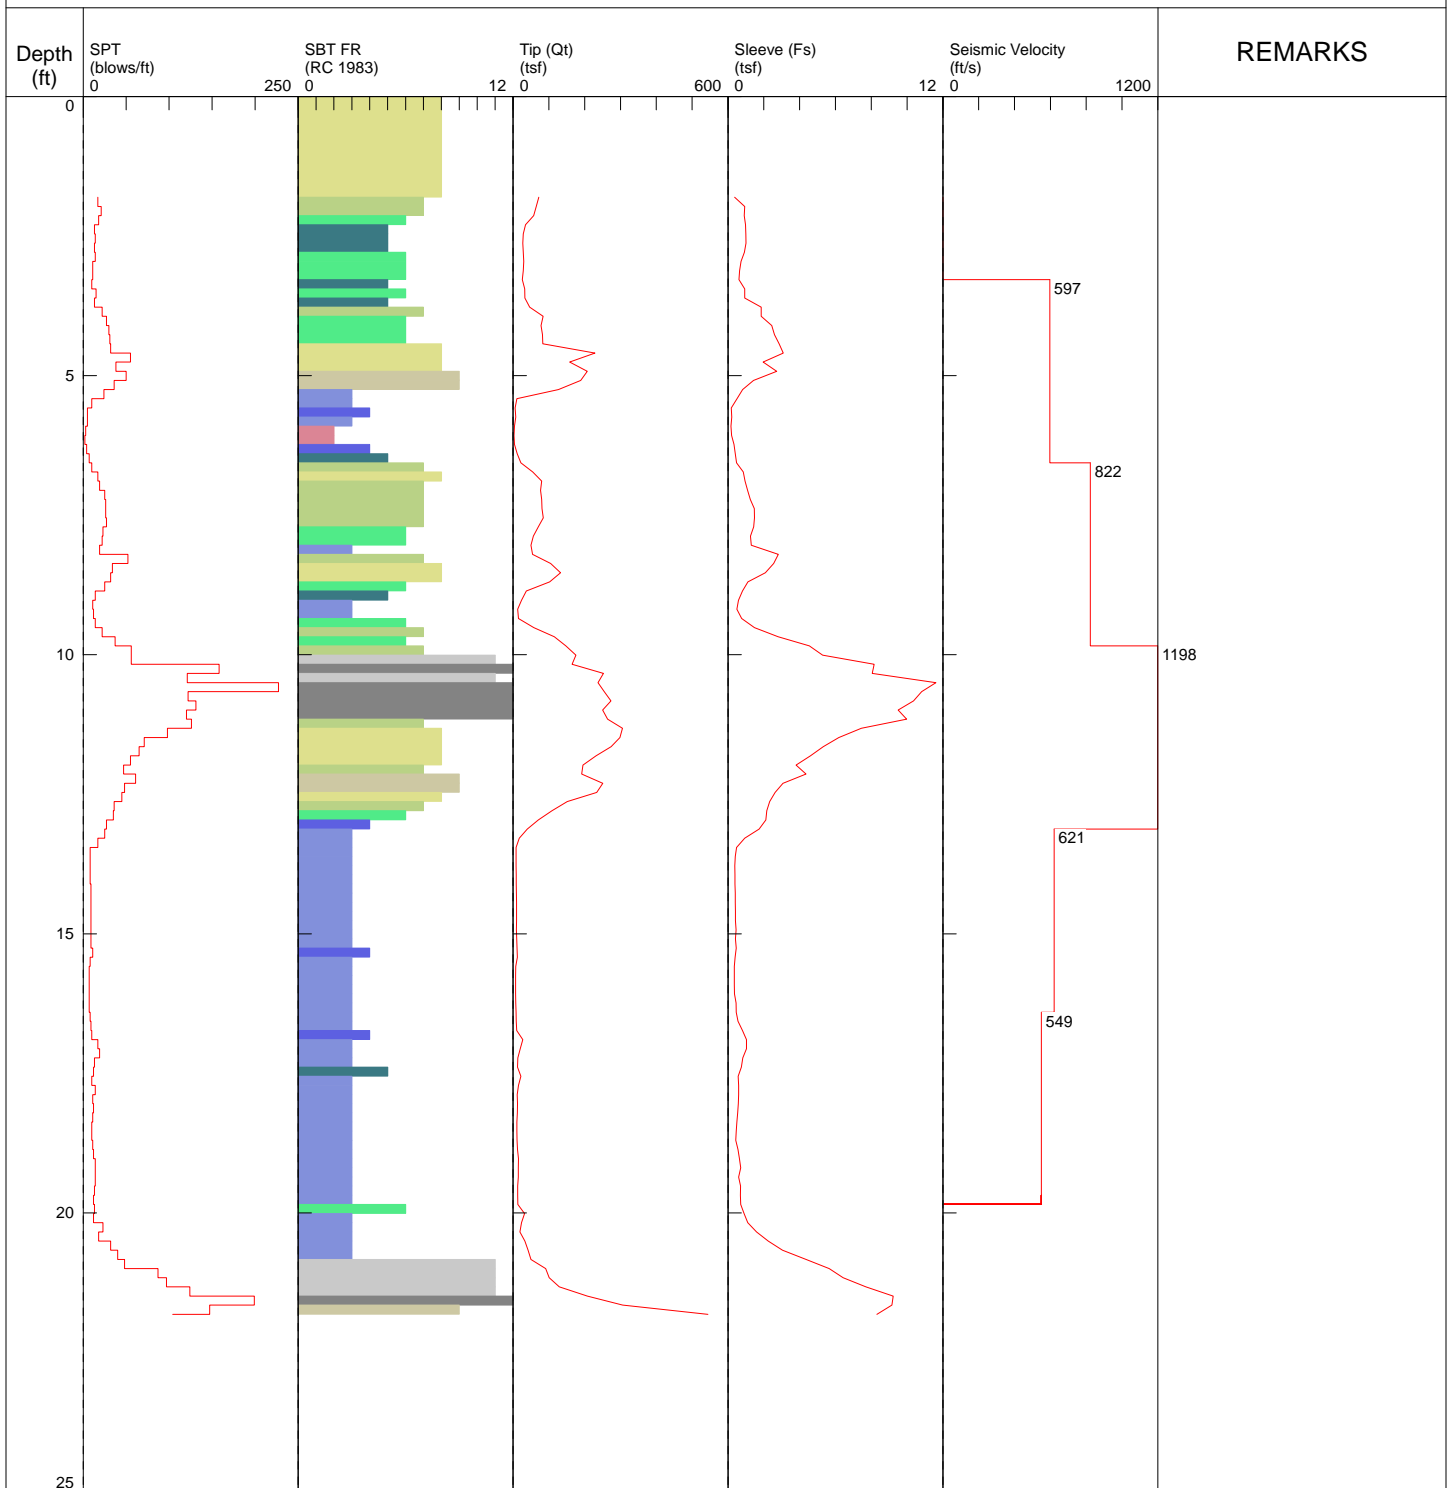 Depth
(ft)
SPT
(blows/ft)
0 250
SBT FR
(RC 1983)
0 12
Tip (Qt)
(tsf)
0 600
Sleeve (Fs)
(tsf)
0 12
Seismic Velocity
(ft/s)
0 1200
REMARKS
0
597
5
822
10
1198
621
15
549
20
25